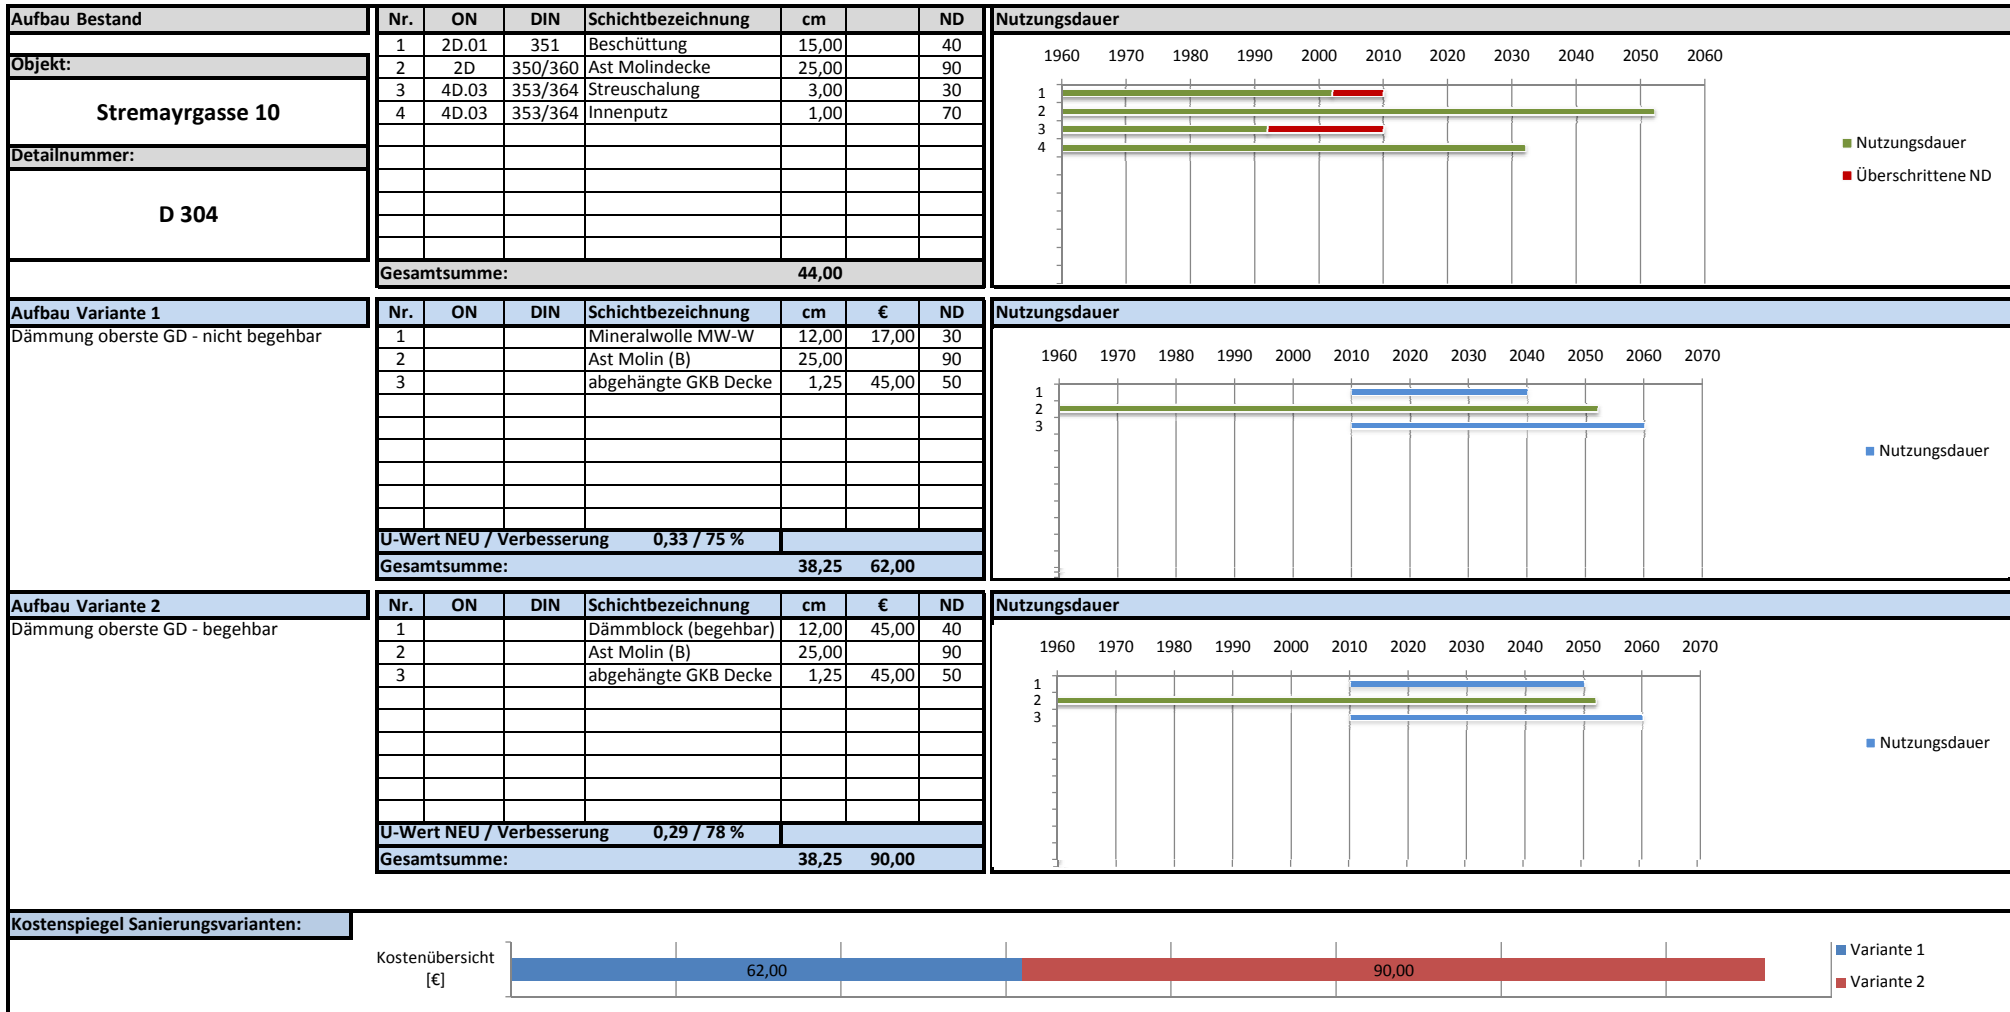 Aufbau Bestand
Objekt:
Stremayrgasse 10
Detailnummer:
D 304
Nr. ON DIN Schichtbezeichnung cm ND
1 2D.01 351 Beschüttung 15,00 40
2 2D 350/360 Ast Molindecke 25,00 90
3 4D.03 353/364 Streuschalung 3,00 30
4 4D.03 353/364 Innenputz 1,00 70
Gesamtsumme: 44,00
Nutzungsdauer
1960 1970 1980 1990 2000 2010 2020 2030 2040 2050 2060
1
2
3
4
Nutzungsdauer
Überschrittene ND
Aufbau Variante 1
Dämmung oberste GD - nicht begehbar
Nr. ON DIN Schichtbezeichnung cm € ND
1 Mineralwolle MW-W 12,00 17,00 30
2 Ast Molin (B) 25,00 90
3 abgehängte GKB Decke 1,25 45,00 50
U-Wert NEU / Verbesserung 0,33 / 75 %
Gesamtsumme: 38,25 62,00
Nutzungsdauer
1960 1970 1980 1990 2000 2010 2020 2030 2040 2050 2060 2070
1
2
3
Nutzungsdauer
Aufbau Variante 2
Dämmung oberste GD - begehbar
Nr. ON DIN Schichtbezeichnung cm € ND
1 Dämmblock (begehbar) 12,00 45,00 40
2 Ast Molin (B) 25,00 90
3 abgehängte GKB Decke 1,25 45,00 50
U-Wert NEU / Verbesserung 0,29 / 78 %
Gesamtsumme: 38,25 90,00
Nutzungsdauer
1960 1970 1980 1990 2000 2010 2020 2030 2040 2050 2060 2070
1
2
3
Nutzungsdauer
Kostenspiegel Sanierungsvarianten:
Kostenübersicht
[€]
62,00 90,00
Variante 1
Variante 2